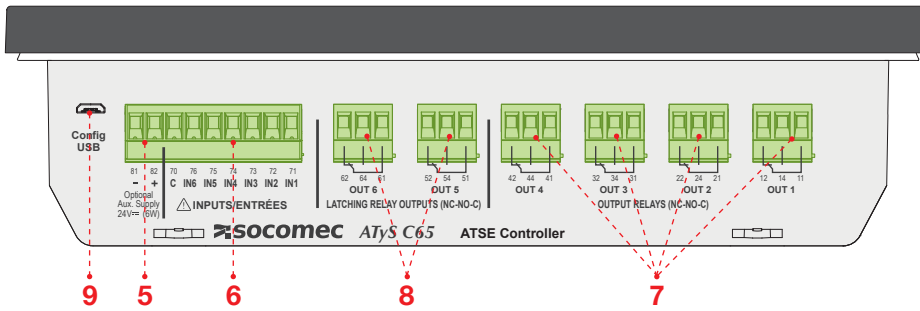 Config
USB
81 82 70 76 75 74 73 72 71
- + C IN6 IN5 IN4 IN3 IN2 IN1
Optional
Aux. Supply
24V⎓ (6W)
⚠ INPUTS/ENTRÉES
62 64 61
OUT 6
52 54 51
OUT 5
LATCHING RELAY OUTPUTS (NC-NO-C)
42 44 41
OUT 4
32 34 31
OUT 3
22 24 21
OUT 2
12 14 11
OUT 1
OUTPUT RELAYS (NC-NO-C)
socomec ATyS C65 ATSE Controller
9 5 6 8 7